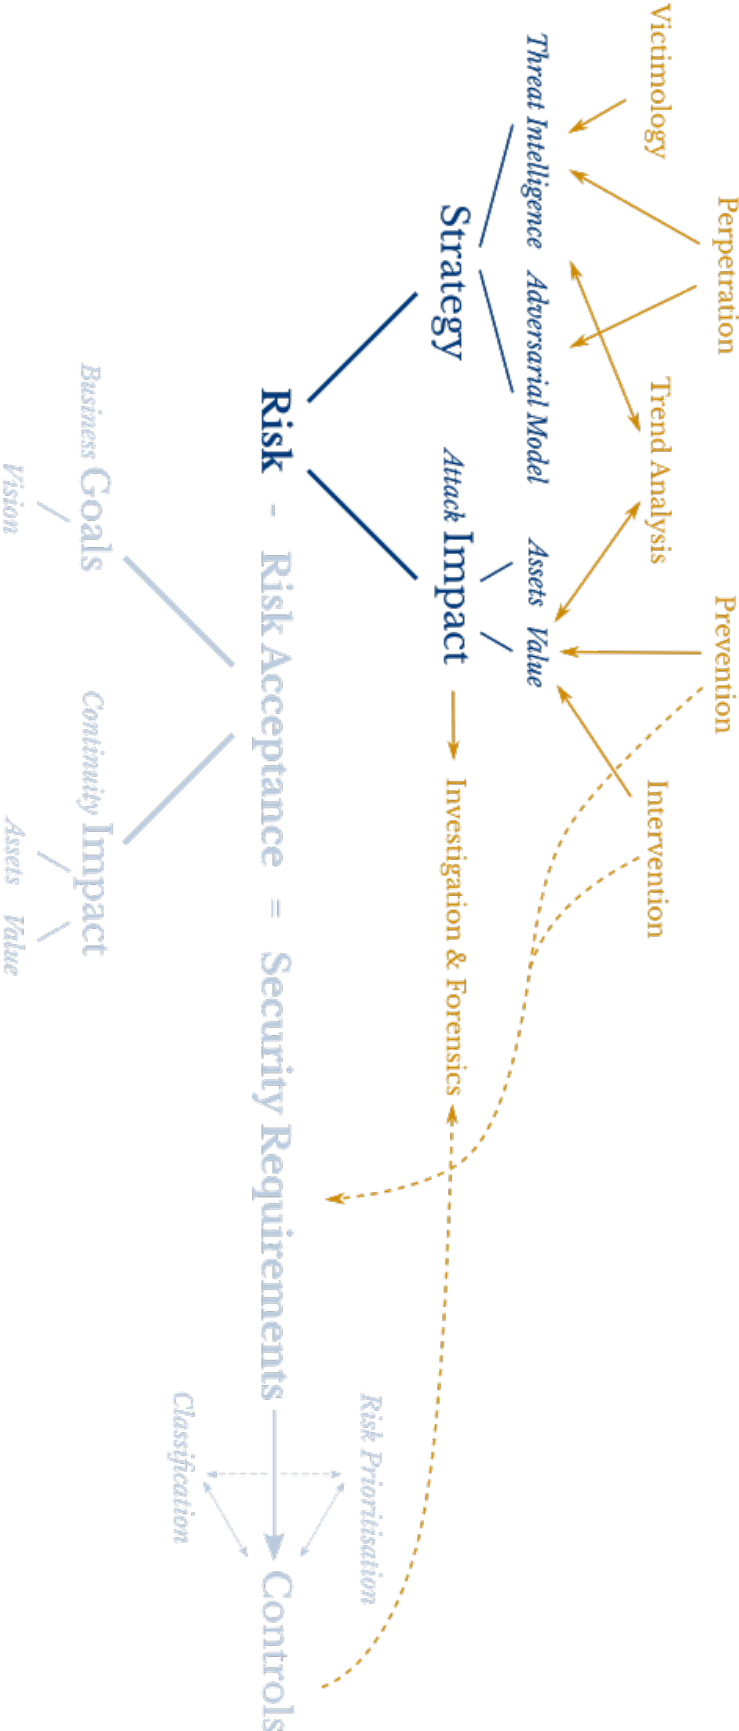 Perpetration
Prevention
Victimology
Trend Analysis
Intervention
Threat Intelligence
Adversarial Model
Assets
Value
Strategy
Attack Impact
Investigation & Forensics
Risk Prioritisation
Risk - Risk Acceptance = Security Requirements
Controls
Classification
Business Goals
Continuity Impact
Vision
Assets
Value